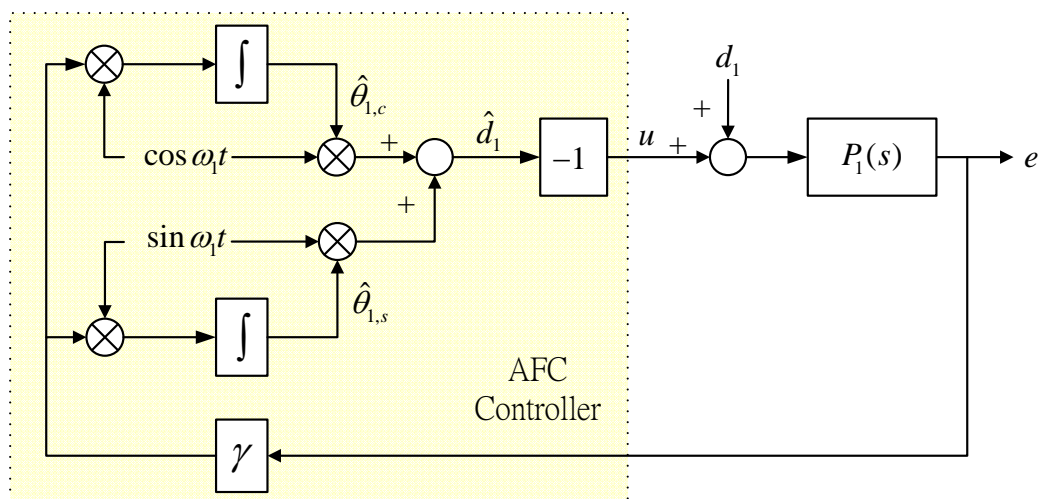 ∫
θ̂₁,c
cos ω₁t
+
d̂₁
−1
u
+
+
d₁
P₁(s)
e
+
sin ω₁t
θ̂₁,s
∫
AFC
Controller
γ